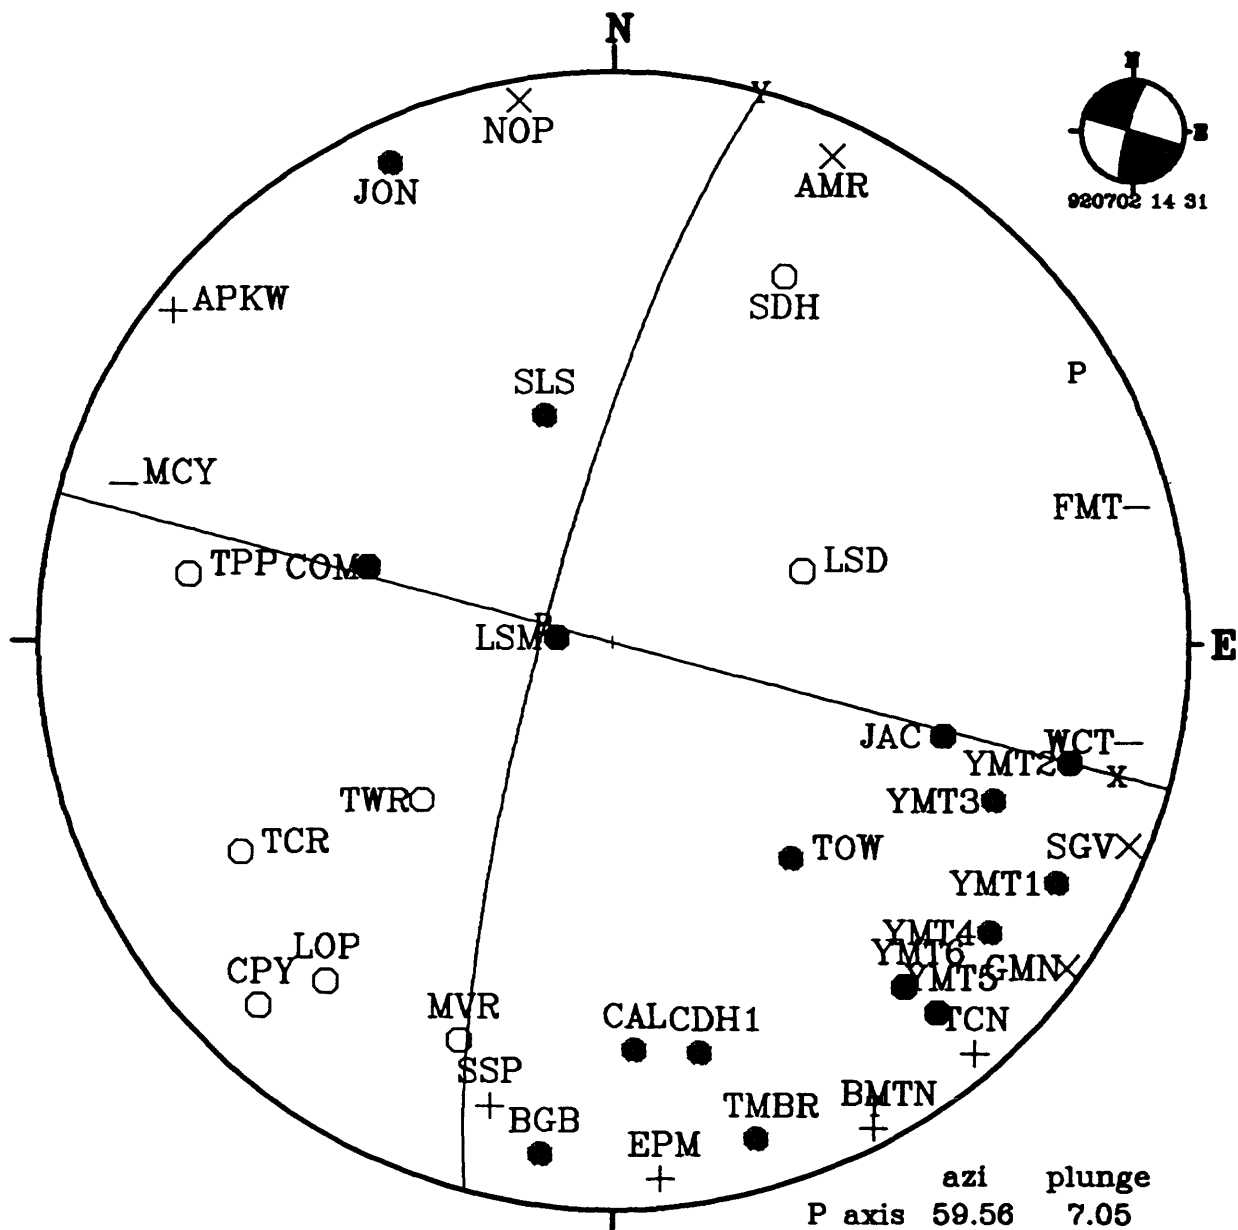 N
Y
N
NOP
JON
AMR
E
920702 14 31
APKW
SDH
SLS
P
MCY
FMT
TPP
COM
LSD
LSM
E
JAC
WCT
YMT2
X
TWR
YMT3
TCR
TOW
SGV
YMT1
YMT4
LOP
YMT6
CPY
YMT5
GMN
MVR
CAL
CDH1
TCN
SSP
BGB
TMBR
BMTN
EPM
azi plunge
P axis 59.56 7.05